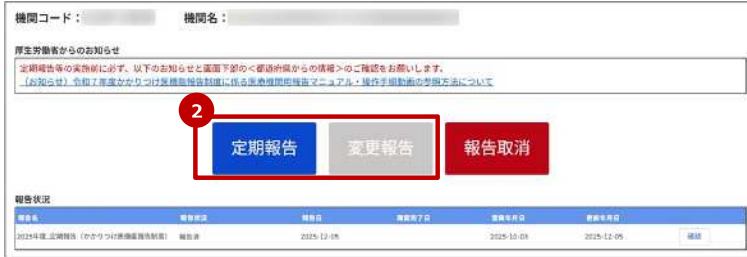 機関コード： 機関名：
厚生労働省からのお知らせ
定期報告等の実施前に必ず、以下のお知らせと画面下部の＜都道府県からの情報＞のご確認をお願いします。
（お知らせ）令和７年度かかりつけ医機能報告制度に係る医療機関用報告マニュアル・操作手順動画の参照方法について
2
定期報告 変更報告 報告取消
報告状況
報告名 報告状況 報告日 確認完了日 登録年月日 更新年月日
2025年度_定期報告（かかりつけ医機能報告制度） 報告済 2025-12-05 2025-10-03 2025-12-05 確認